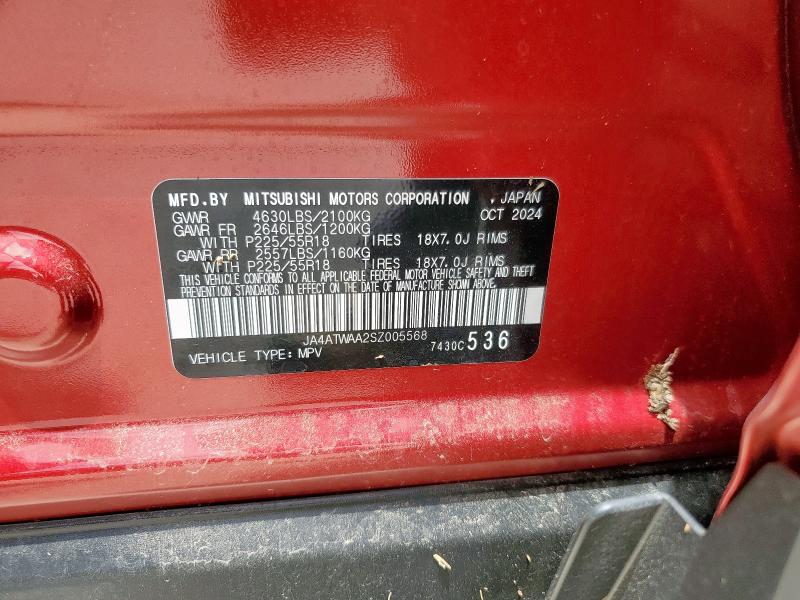 MFD.BY MITSUBISHI MOTORS CORPORATION , JAPAN
GVWR 4630LBS/2100KG OCT 2024
GAWR FR 2646LBS/1200KG
WITH P225/55R18 TIRES 18X7.0J RIMS
GAWR RR 2557LBS/1160KG
WITH P225/55R18 TIRES 18X7.0J RIMS
THIS VEHICLE CONFORMS TO ALL APPLICABLE FEDERAL MOTOR VEHICLE SAFETY AND THEFT
PREVENTION STANDARDS IN EFFECT ON THE DATE OF MANUFACTURE SHOWN ABOVE.
JA4ATWAA2SZ005568
VEHICLE TYPE: MPV 7430C 536